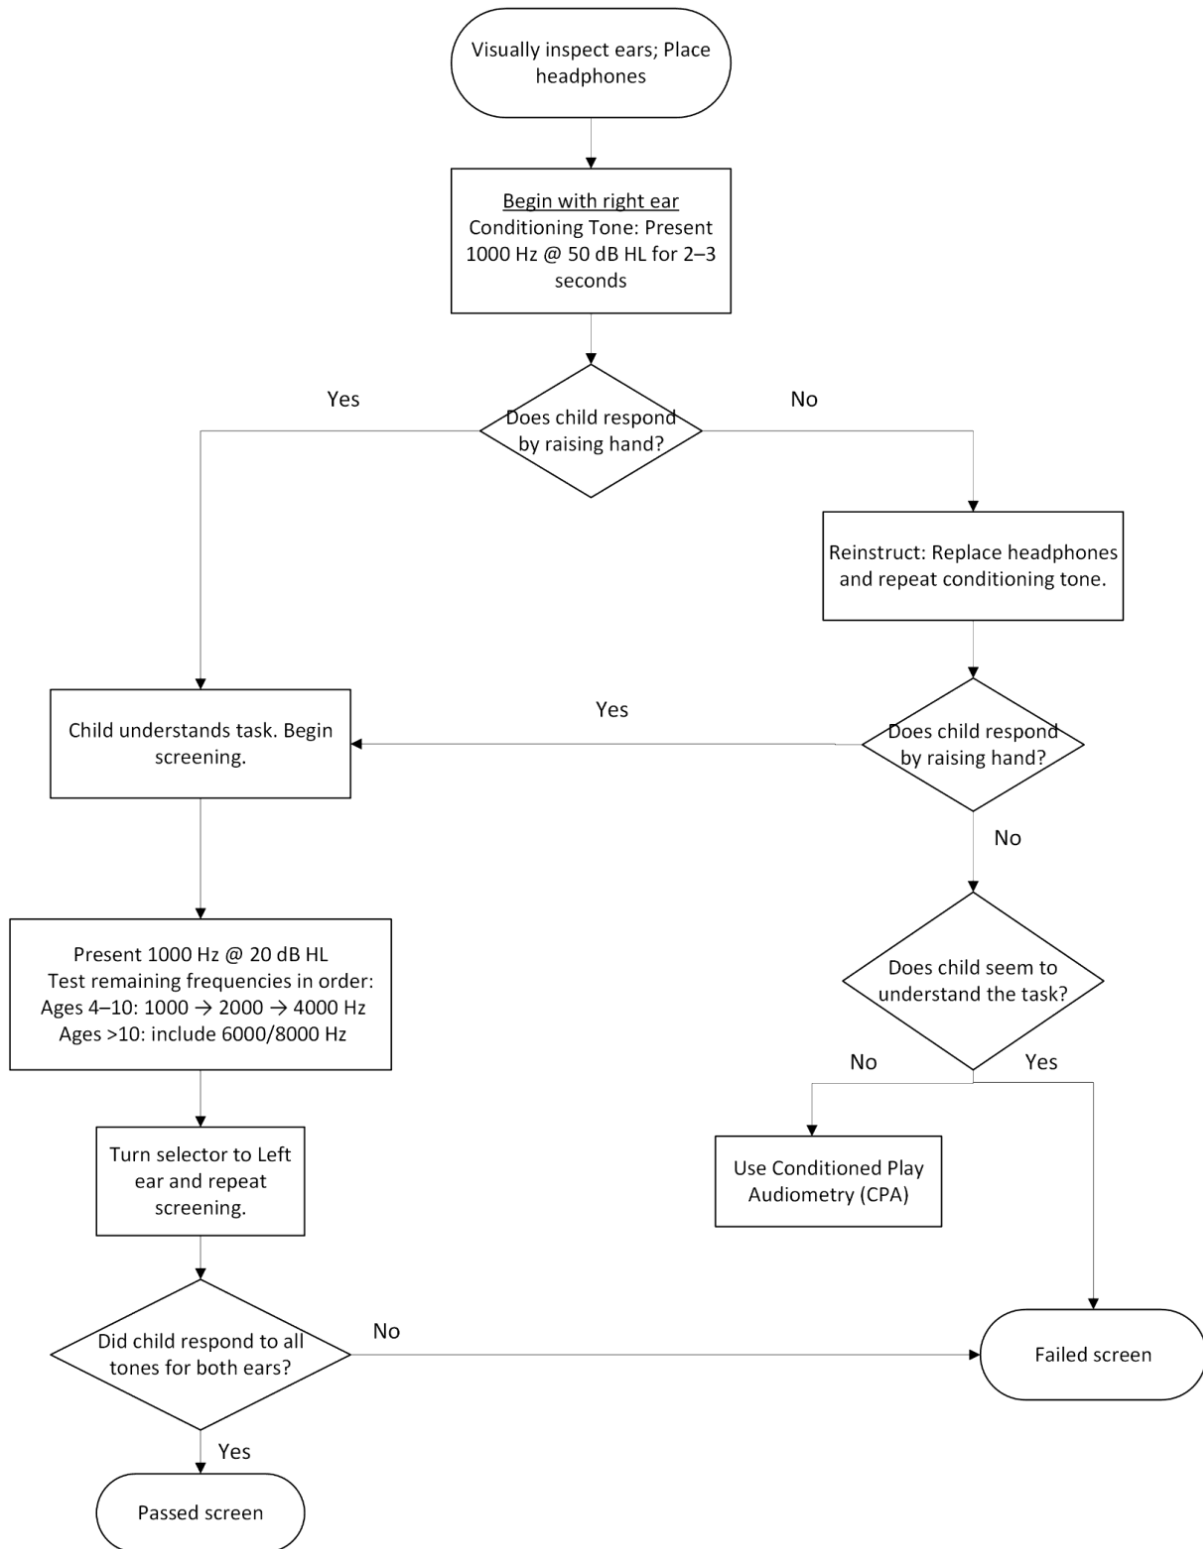 Visually inspect ears; Place
headphones
Begin with right ear
Conditioning Tone: Present
1000 Hz @ 50 dB HL for 2–3
seconds
Does child respond
by raising hand?
Yes
No
Reinstruct: Replace headphones
and repeat conditioning tone.
Does child respond
by raising hand?
Yes
No
Child understands task. Begin
screening.
Present 1000 Hz @ 20 dB HL
Test remaining frequencies in order:
Ages 4–10: 1000 → 2000 → 4000 Hz
Ages >10: include 6000/8000 Hz
Does child seem to
understand the task?
No
Yes
Turn selector to Left
ear and repeat
screening.
Use Conditioned Play
Audiometry (CPA)
Did child respond to all
tones for both ears?
No
Failed screen
Yes
Passed screen